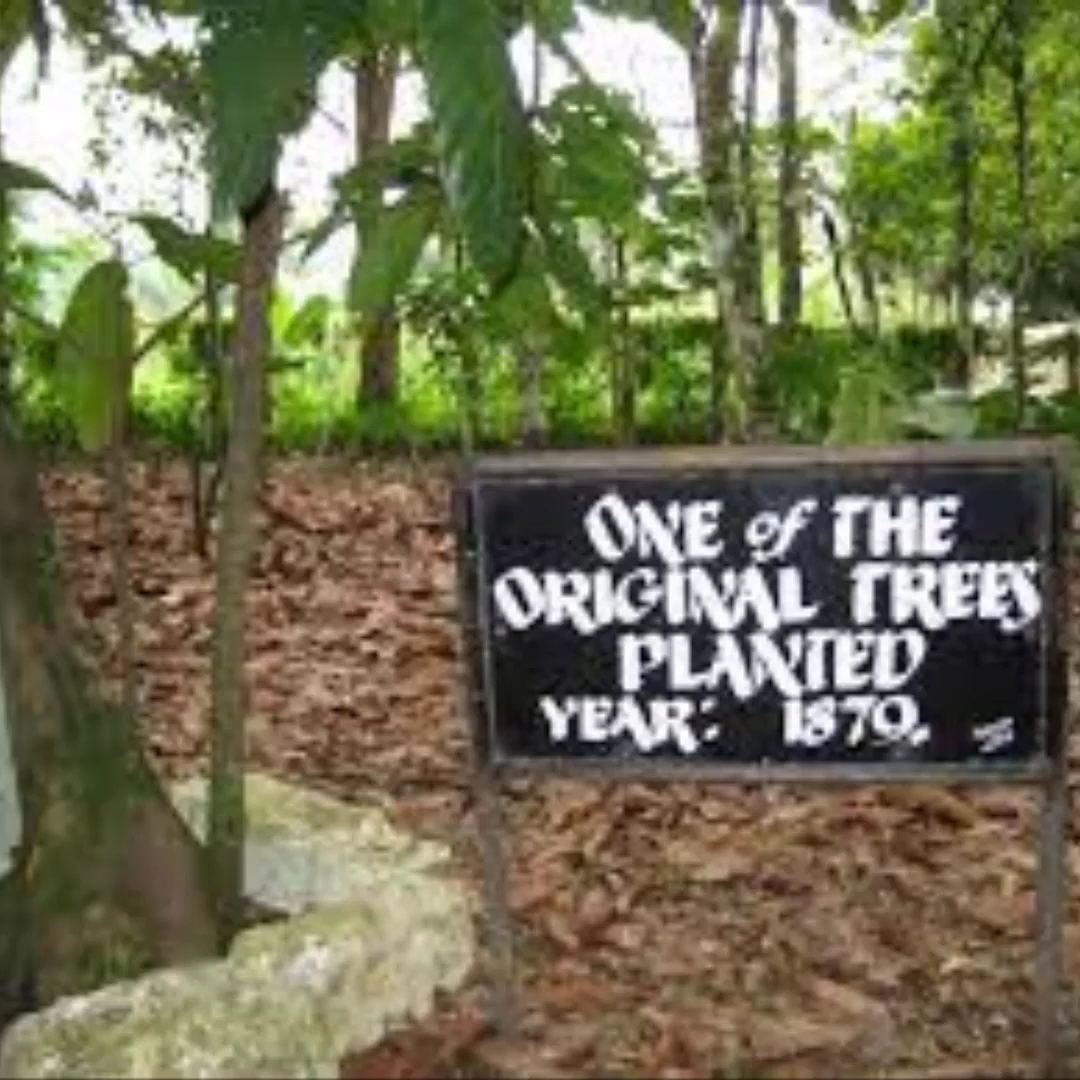 ONE of THE
ORIGINAL TREES
PLANTED
YEAR: 1870.